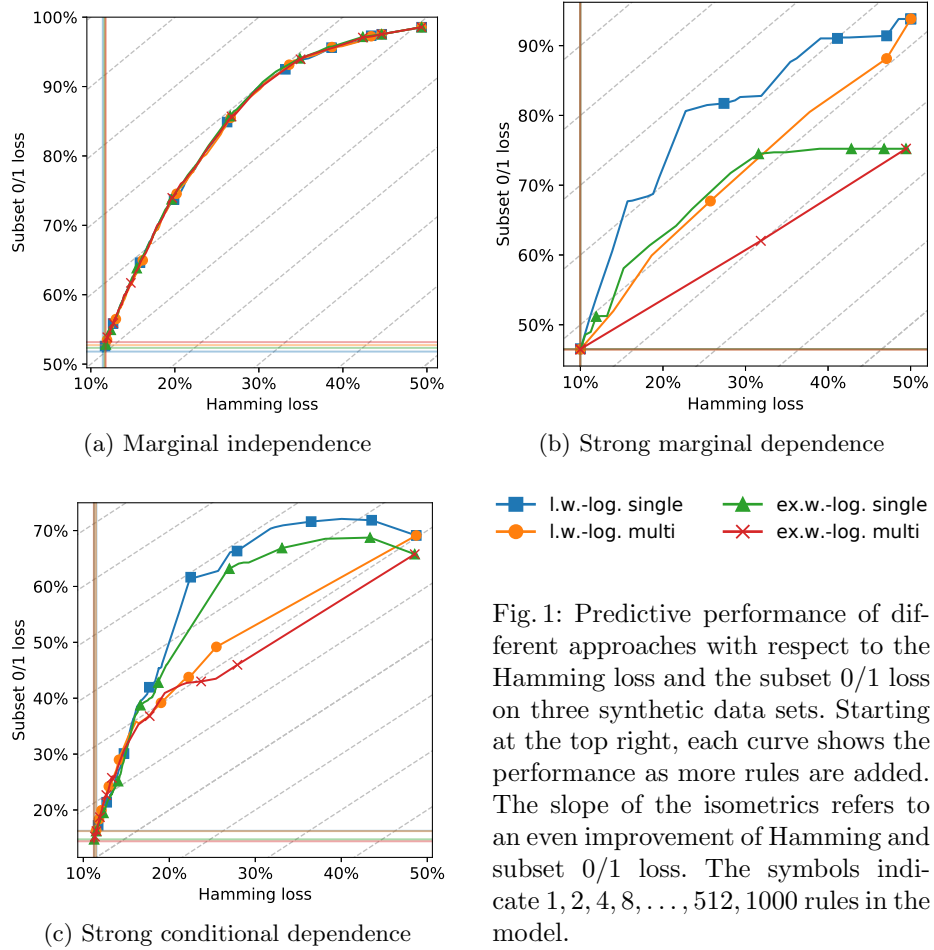 100%
90%
80%
70%
60%
50%
Subset 0/1 loss
10%
20%
30%
40%
50%
Hamming loss
(a) Marginal independence
90%
80%
70%
60%
50%
Subset 0/1 loss
10%
20%
30%
40%
50%
Hamming loss
(b) Strong marginal dependence
70%
60%
50%
40%
30%
20%
Subset 0/1 loss
10%
20%
30%
40%
50%
Hamming loss
(c) Strong conditional dependence
l.w.-log. single
l.w.-log. multi
ex.w.-log. single
ex.w.-log. multi
Fig. 1: Predictive performance of dif-
ferent approaches with respect to the
Hamming loss and the subset 0/1 loss
on three synthetic data sets. Starting
at the top right, each curve shows the
performance as more rules are added.
The slope of the isometrics refers to
an even improvement of Hamming and
subset 0/1 loss. The symbols indi-
cate 1, 2, 4, 8, . . . , 512, 1000 rules in the
model.